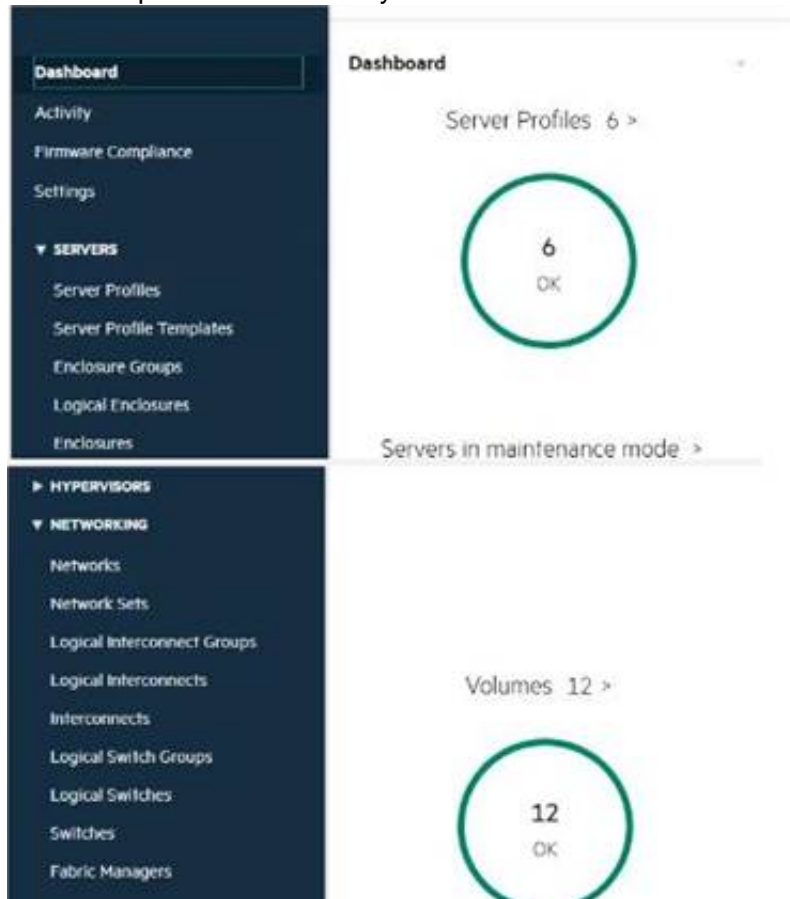 Dashboard
Activity
Firmware Compliance
Settings
▼ SERVERS
Server Profiles
Server Profile Templates
Enclosure Groups
Logical Enclosures
Enclosures
Dashboard
Server Profiles 6 >
6
OK
Servers in maintenance mode >
▶ HYPERVISORS
▼ NETWORKING
Networks
Network Sets
Logical Interconnect Groups
Logical Interconnects
Interconnects
Logical Switch Groups
Logical Switches
Switches
Fabric Managers
Volumes 12 >
12
OK